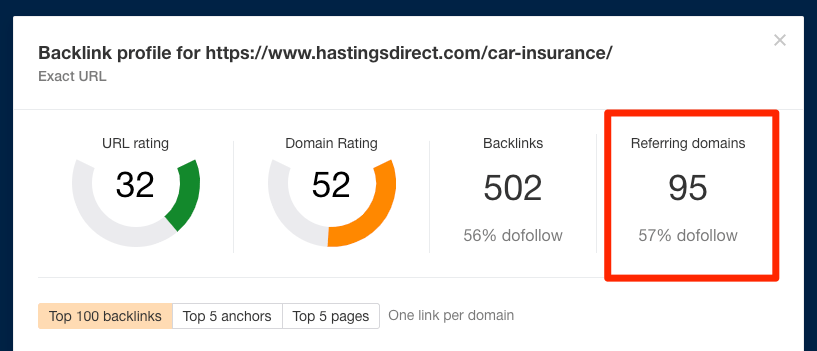 Backlink profile for https://www.hastingsdirect.com/car-insurance/
Exact URL
URL rating
32
Domain Rating
52
Backlinks
502
56% dofollow
Referring domains
95
57% dofollow
Top 100 backlinks
Top 5 anchors
Top 5 pages
One link per domain